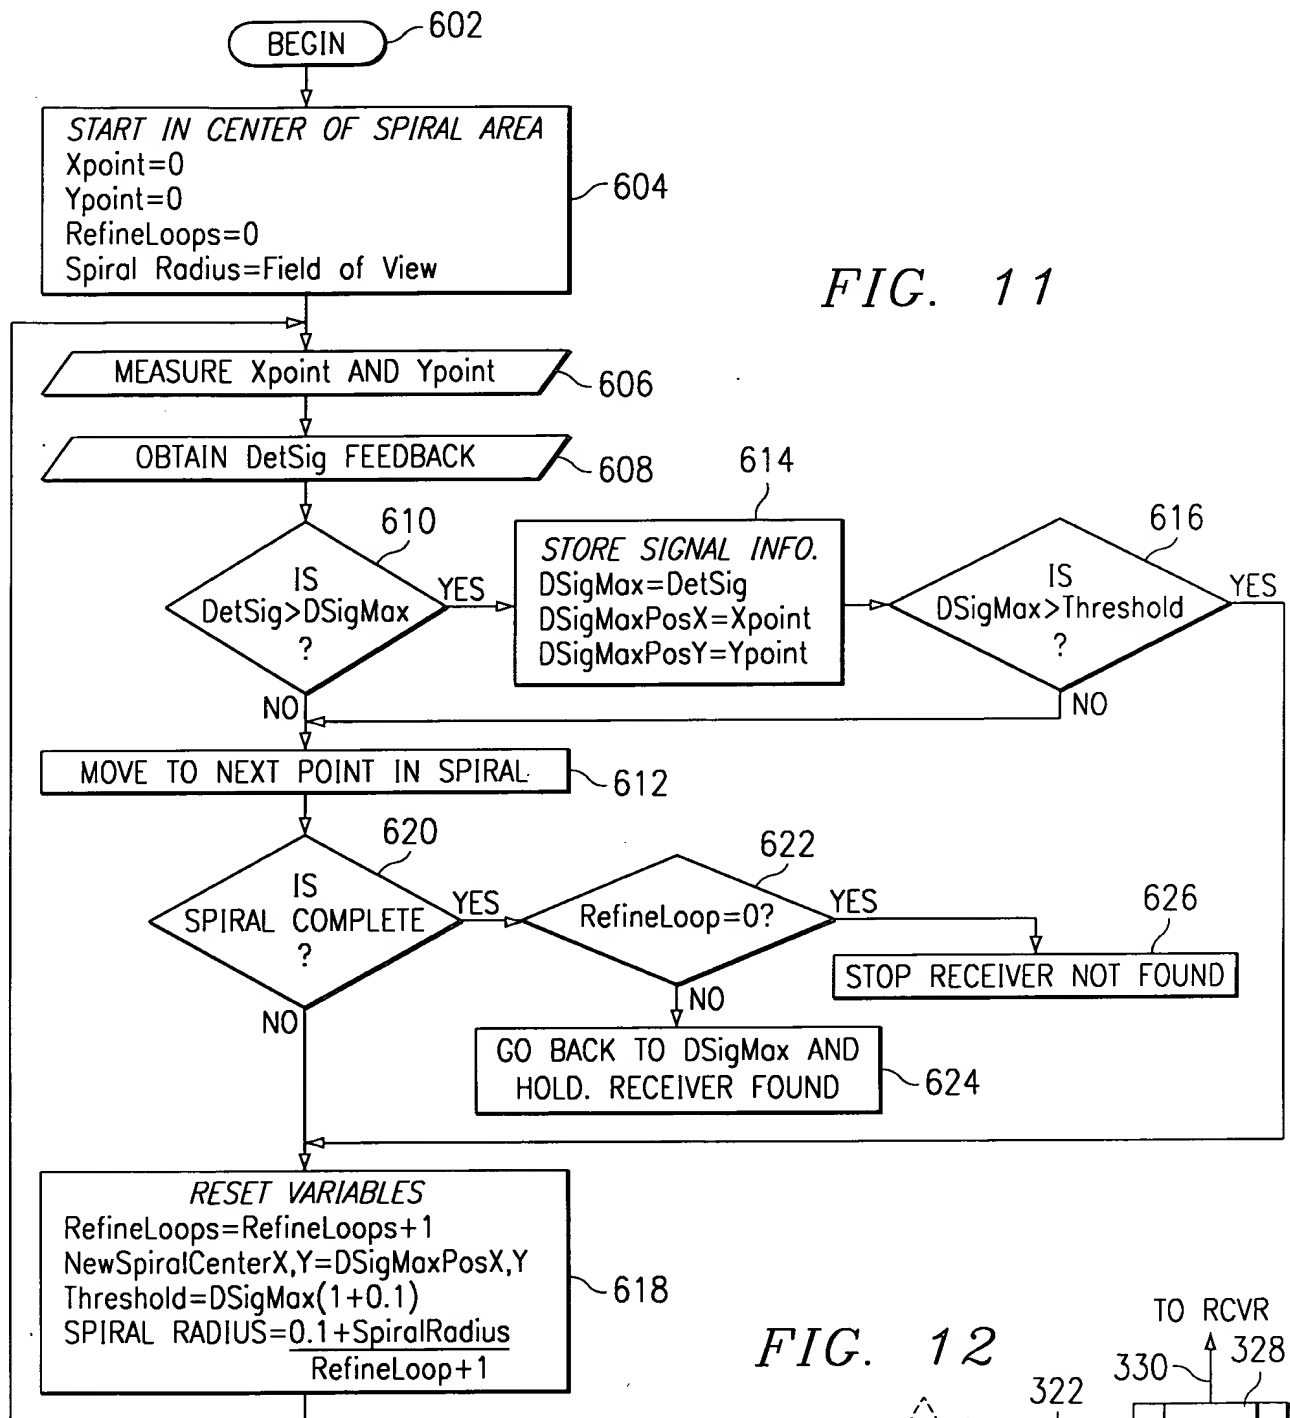 BEGIN
602
START IN CENTER OF SPIRAL AREA
Xpoint=0
Ypoint=0
RefineLoops=0
Spiral Radius=Field of View
604
FIG. 11
MEASURE Xpoint AND Ypoint
606
OBTAIN DetSig FEEDBACK
608
610
IS
DetSig>DSigMax
?
YES
NO
614
STORE SIGNAL INFO.
DSigMax=DetSig
DSigMaxPosX=Xpoint
DSigMaxPosY=Ypoint
616
IS
DSigMax>Threshold
?
YES
NO
MOVE TO NEXT POINT IN SPIRAL
612
620
IS
SPIRAL COMPLETE
?
YES
NO
622
RefineLoop=0?
YES
NO
626
STOP RECEIVER NOT FOUND
GO BACK TO DSigMax AND
HOLD. RECEIVER FOUND
624
RESET VARIABLES
RefineLoops=RefineLoops+1
NewSpiralCenterX,Y=DSigMaxPosX,Y
Threshold=DSigMax(1+0.1)
SPIRAL RADIUS=0.1+SpiralRadius
RefineLoop+1
618
FIG. 12
TO RCVR
330
328
322